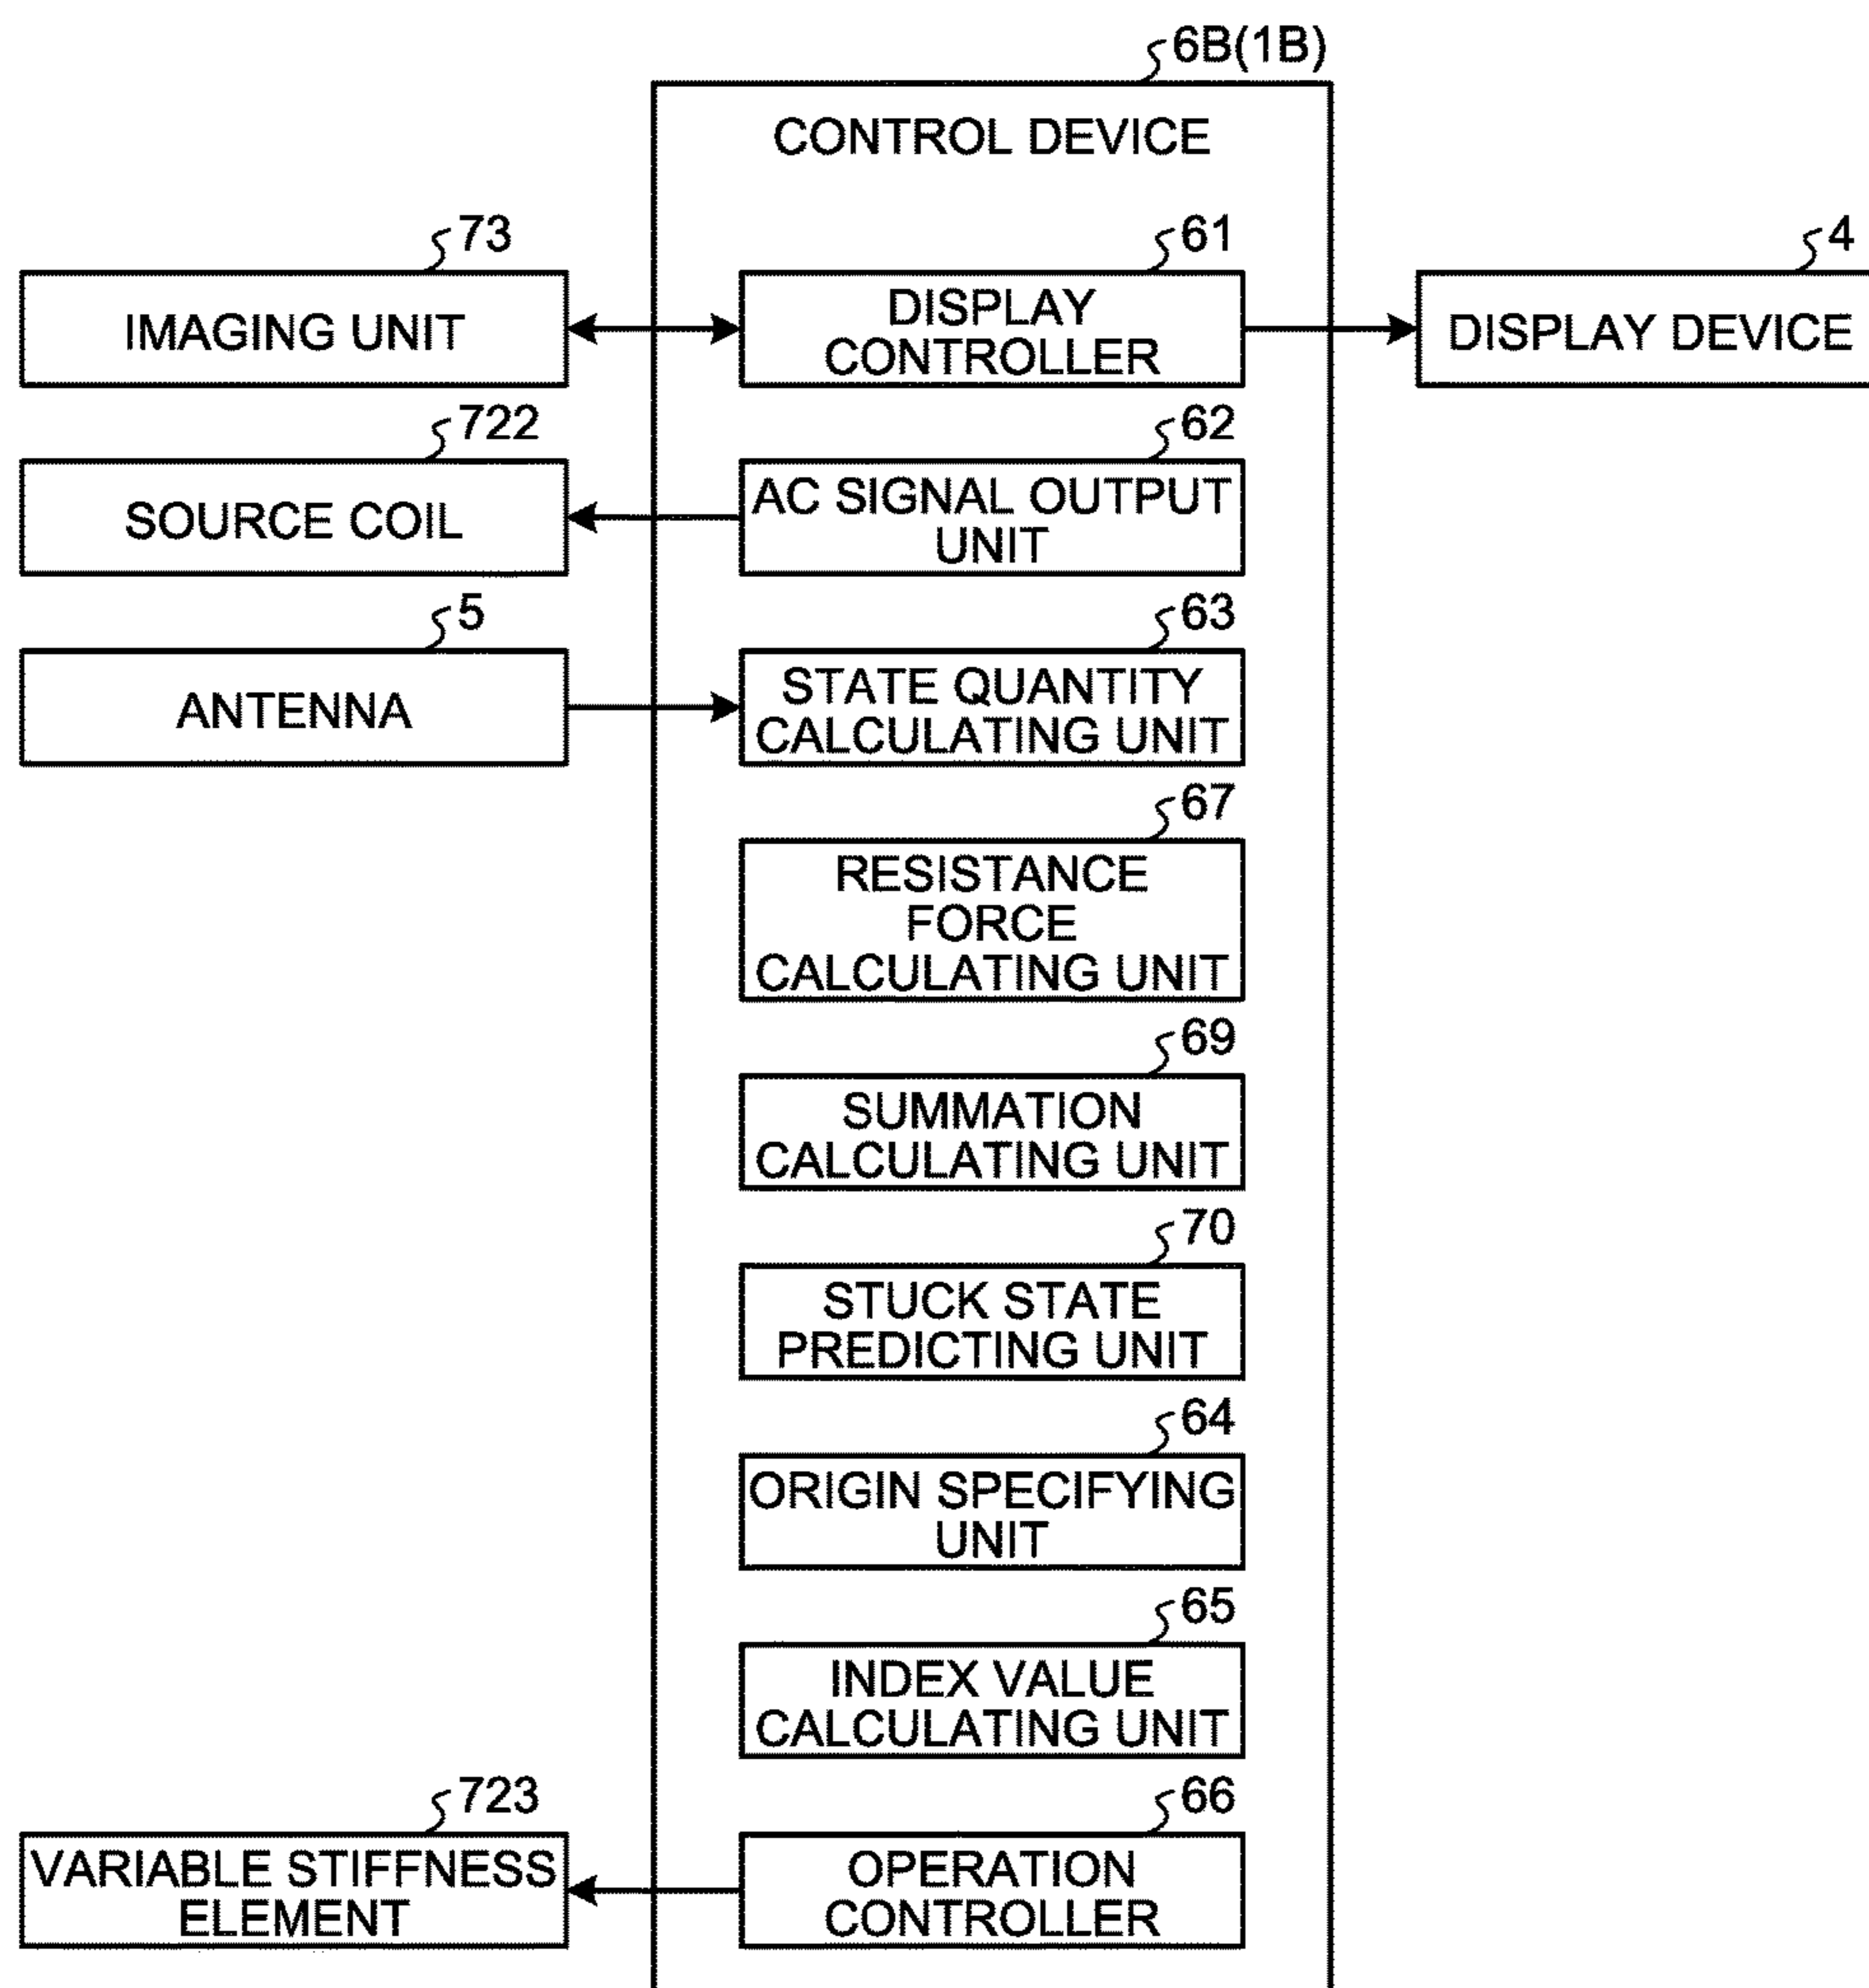 6B(1B)
CONTROL DEVICE
73
IMAGING UNIT
61
DISPLAY
CONTROLLER
4
DISPLAY DEVICE
722
SOURCE COIL
62
AC SIGNAL OUTPUT
UNIT
5
ANTENNA
63
STATE QUANTITY
CALCULATING UNIT
67
RESISTANCE
FORCE
CALCULATING UNIT
69
SUMMATION
CALCULATING UNIT
70
STUCK STATE
PREDICTING UNIT
64
ORIGIN SPECIFYING
UNIT
65
INDEX VALUE
CALCULATING UNIT
723
VARIABLE STIFFNESS
ELEMENT
66
OPERATION
CONTROLLER